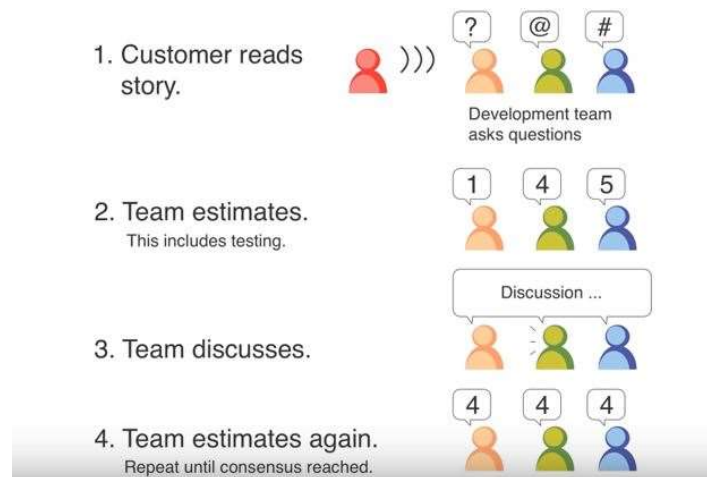 ? @ #
1. Customer reads
story.
)))
Development team
asks questions
1 4 5
2. Team estimates.
This includes testing.
Discussion ...
3. Team discusses.
4 4 4
4. Team estimates again.
Repeat until consensus reached.